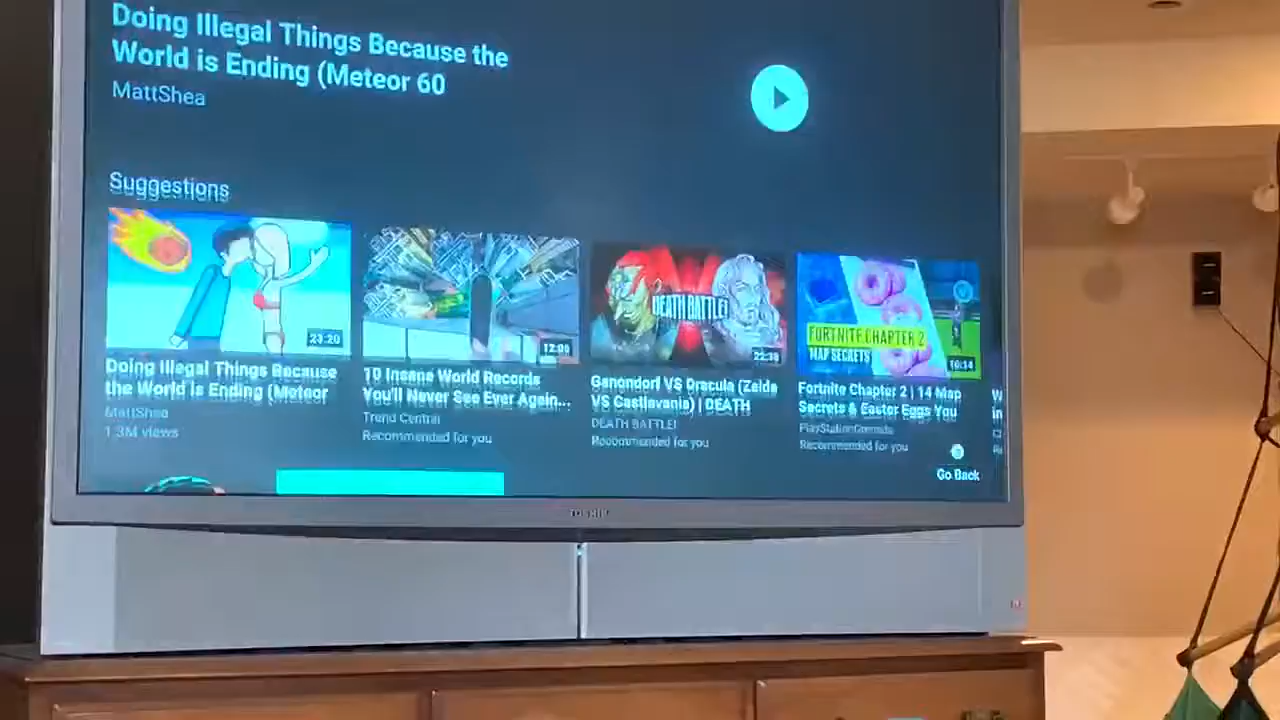 Doing Illegal Things Because the
World is Ending (Meteor 60
MattShea
Suggestions
23:20
12:09
DEATH BATTLE!
22:39
FORTNITE CHAPTER 2
MAP SECRETS
10:14
Doing Illegal Things Because
the World is Ending (Meteor
MattShea
1.3M views
10 Insane World Records
You'll Never See Ever Again...
Trend Central
Recommended for you
Ganondorf VS Dracula (Zelda
VS Castlevania) | DEATH
DEATH BATTLE!
Recommended for you
Fortnite Chapter 2 | 14 Map
Secrets & Easter Eggs You
PlayStationGrenade
Recommended for you
Go Back
TOSHIBA